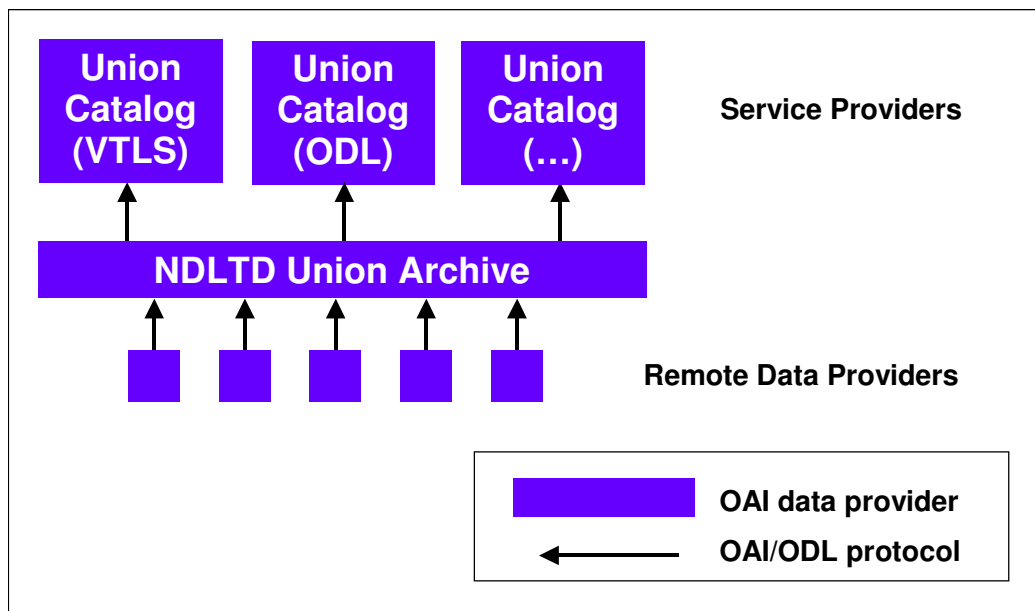 Union
Catalog
(VTLS)
Union
Catalog
(ODL)
Union
Catalog
(…)
Service Providers
NDLTD Union Archive
Remote Data Providers
OAI data provider
OAI/ODL protocol